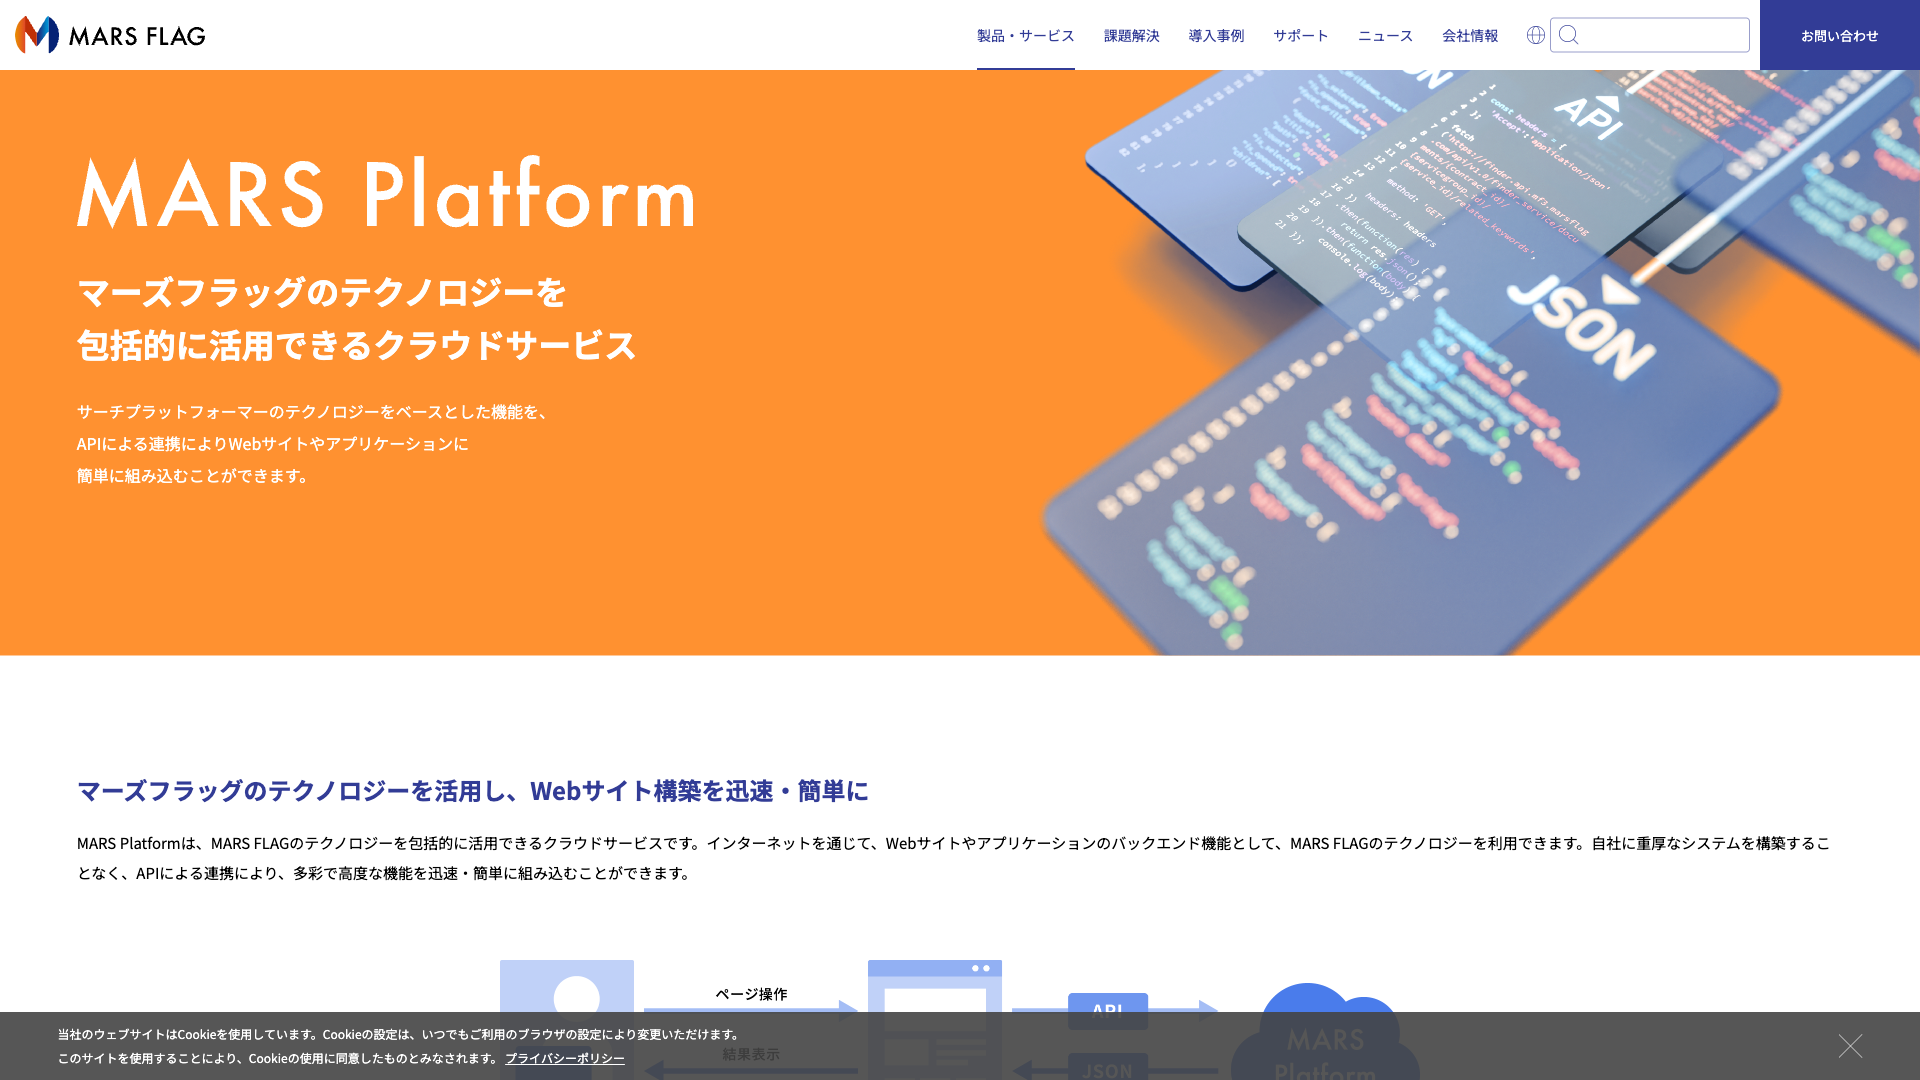 MARS FLAG
製品・サービス
課題解決
導入事例
サポート
ニュース
会社情報
お問い合わせ
MARS Platform
マーズフラッグのテクノロジーを
包括的に活用できるクラウドサービス
サーチプラットフォーマーのテクノロジーをベースとした機能を、
APIによる連携によりWebサイトやアプリケーションに
簡単に組み込むことができます。
API
JSON
const headers = {
'Accept':'application/json'
};
fetch
method: 'GET',
headers: headers
マーズフラッグのテクノロジーを活用し、Webサイト構築を迅速・簡単に
MARS Platformは、MARS FLAGのテクノロジーを包括的に活用できるクラウドサービスです。インターネットを通じて、Webサイトやアプリケーションのバックエンド機能として、MARS FLAGのテクノロジーを利用できます。自社に重厚なシステムを構築するこ
となく、APIによる連携により、多彩で高度な機能を迅速・簡単に組み込むことができます。
ページ操作
API
MARS
Platform
結果表示
JSON
当社のウェブサイトはCookieを使用しています。Cookieの設定は、いつでもご利用のブラウザの設定により変更いただけます。
このサイトを使用することにより、Cookieの使用に同意したものとみなされます。 プライバシーポリシー